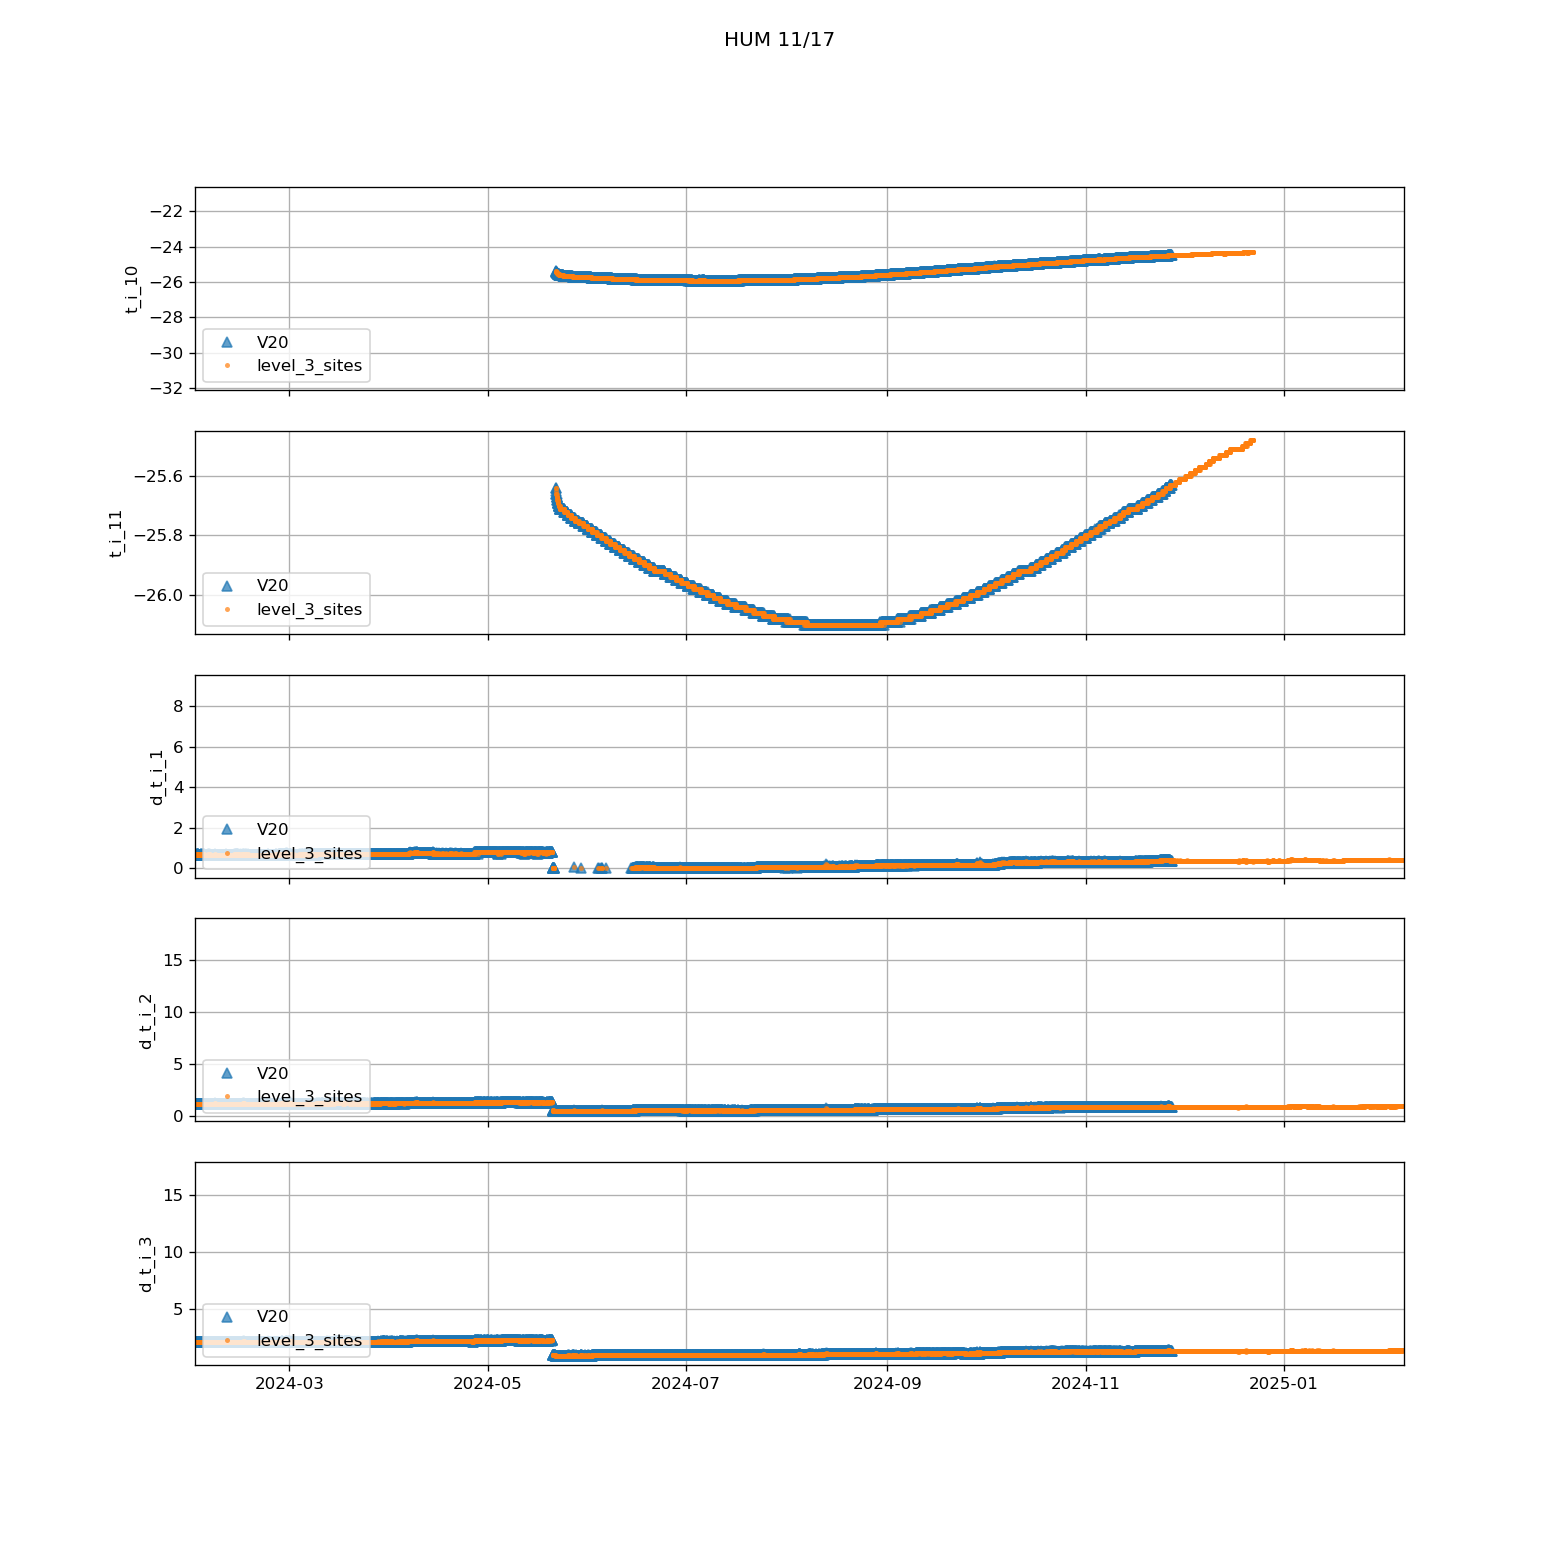 HUM 11/17
t_i_10
−22
−24
−26
−28
−30
−32
V20
level_3_sites
t_i_11
−25.6
−25.8
−26.0
V20
level_3_sites
d_t_i_1
8
6
4
2
0
V20
level_3_sites
d_t_i_2
15
10
5
0
V20
level_3_sites
d_t_i_3
15
10
5
V20
level_3_sites
2024-03 2024-05 2024-07 2024-09 2024-11 2025-01